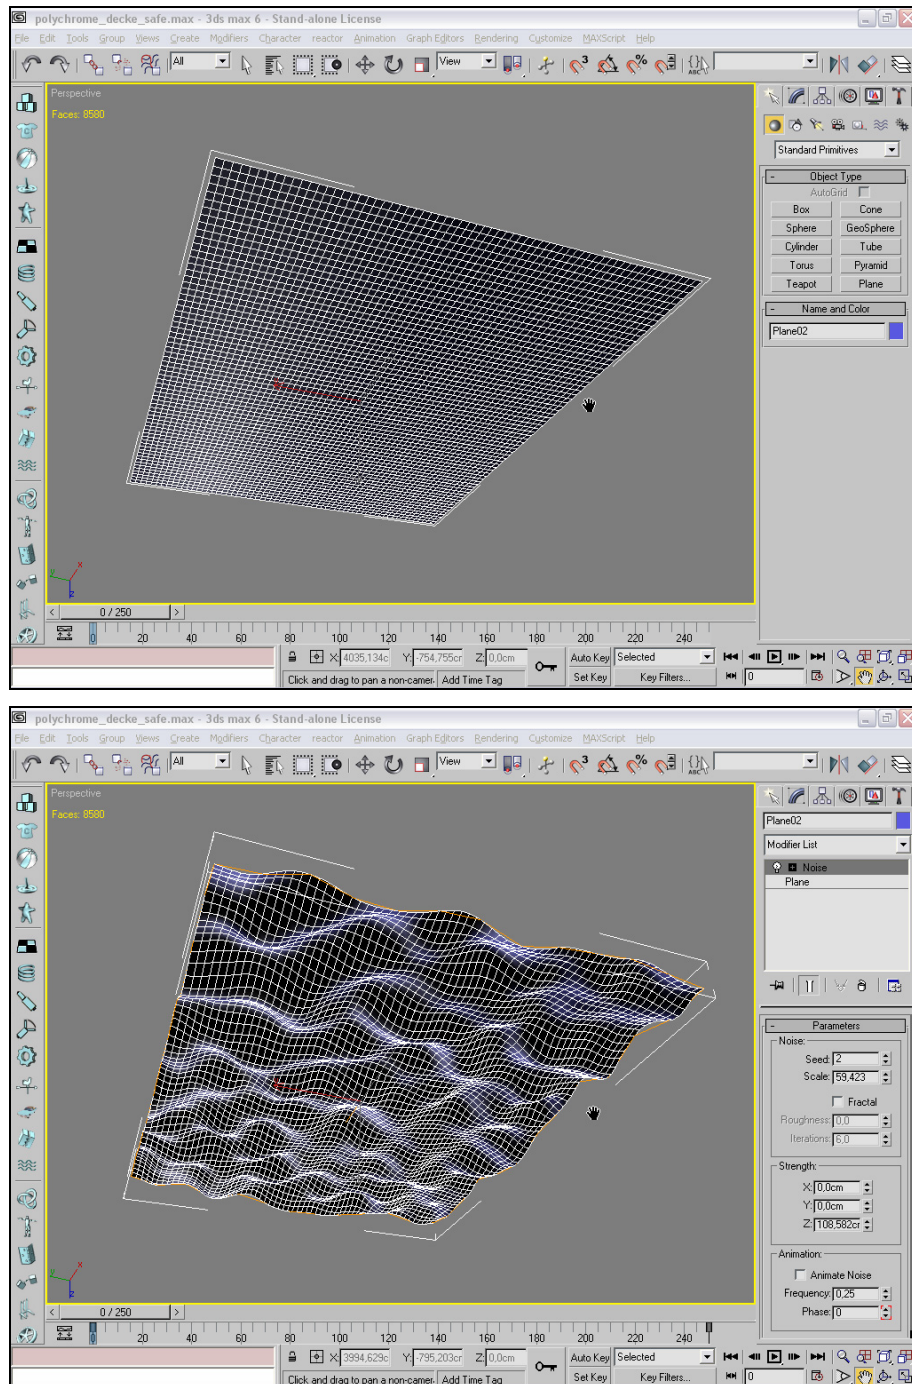 polychrome_decke_safe.max - 3ds max 6 - Stand-alone License
File Edit Tools Group Views Create Modifiers Character reactor Animation Graph Editors Rendering Customize MAXScript Help
All View ABC
Perspective
Faces: 8580
Standard Primitives
- Object Type
AutoGrid
Box Cone
Sphere GeoSphere
Cylinder Tube
Torus Pyramid
Teapot Plane
- Name and Color
Plane02
x
y
z
< 0 / 250 >
0 20 40 60 80 100 120 140 160 180 200 220 240
X: 4035,134c Y: -754,755cr Z: 0,0cm Auto Key Selected
Click and drag to pan a non-camer. Add Time Tag Set Key Key Filters... 0
polychrome_decke_safe.max - 3ds max 6 - Stand-alone License
File Edit Tools Group Views Create Modifiers Character reactor Animation Graph Editors Rendering Customize MAXScript Help
All View ABC
Perspective
Faces: 8580
Plane02
Modifier List
Noise
Plane
- Parameters
Noise:
Seed: 2
Scale: 59,423
Fractal
Roughness: 0,0
Iterations: 6,0
Strength:
X: 0,0cm
Y: 0,0cm
Z: 108,582cr
Animation:
Animate Noise
Frequency: 0,25
Phase: 0
x
y
z
< 0 / 250 >
0 20 40 60 80 100 120 140 160 180 200 220 240
X: 3994,629c Y: -795,203cr Z: 0,0cm Auto Key Selected
Click and drag to pan a non-camer. Add Time Tag Set Key Key Filters... 0